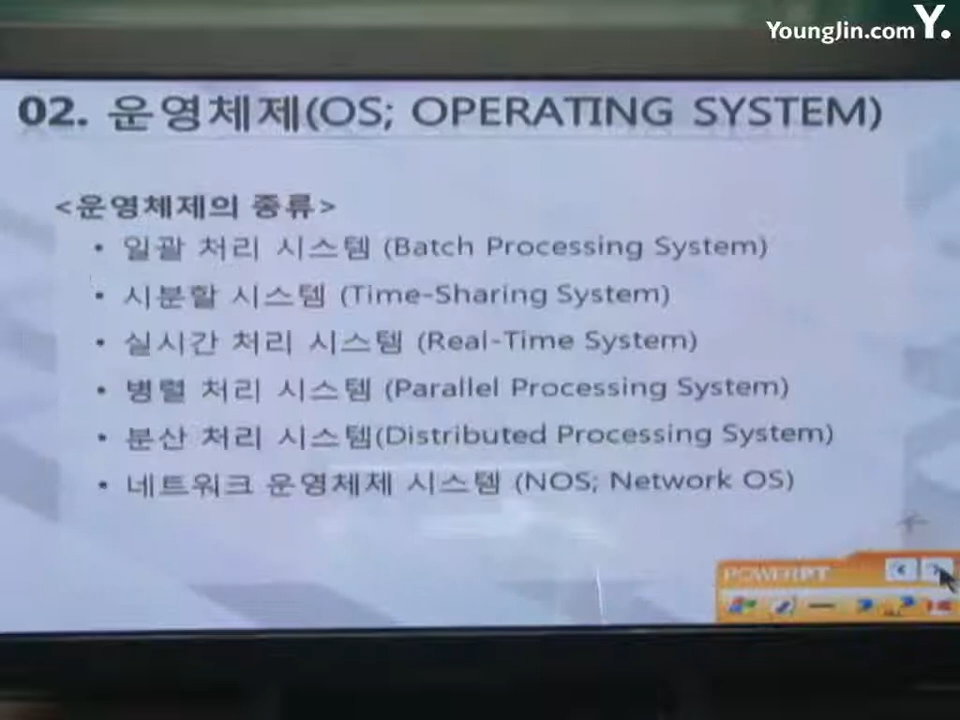 YoungJin.com Y.
02. 운영체제(OS; OPERATING SYSTEM)
<운영체제의 종류>
• 일괄 처리 시스템 (Batch Processing System)
• 시분할 시스템 (Time-Sharing System)
• 실시간 처리 시스템 (Real-Time System)
• 병렬 처리 시스템 (Parallel Processing System)
• 분산 처리 시스템(Distributed Processing System)
• 네트워크 운영체제 시스템 (NOS; Network OS)